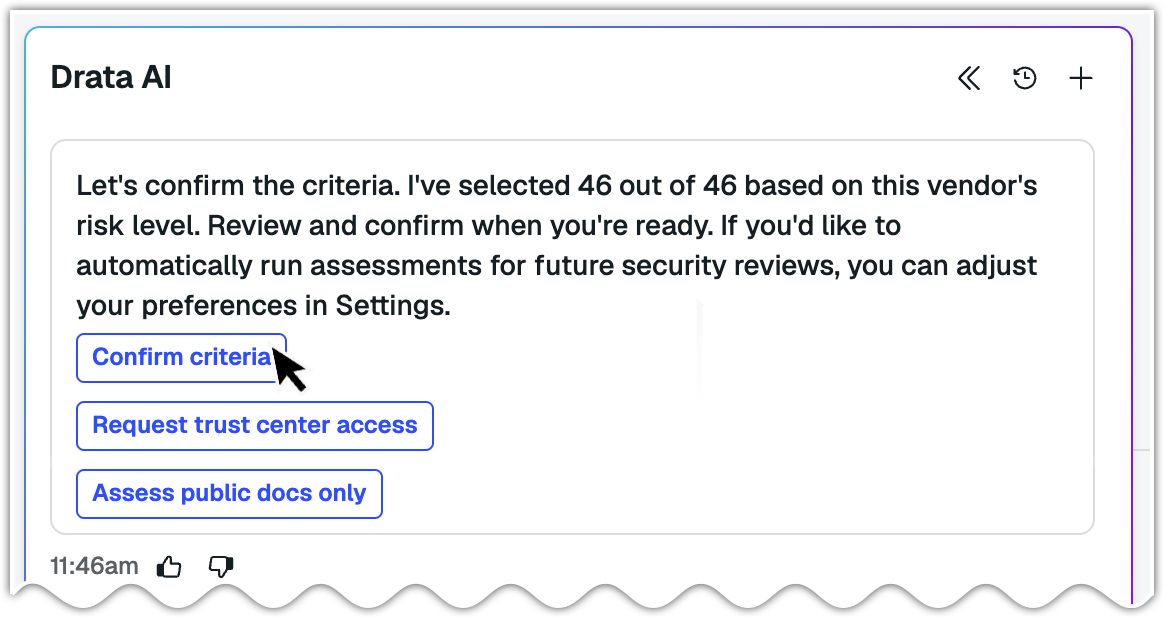 Drata AI
Let's confirm the criteria. I've selected 46 out of 46 based on this vendor's
risk level. Review and confirm when you're ready. If you'd like to
automatically run assessments for future security reviews, you can adjust
your preferences in Settings.
Confirm criteria
Request trust center access
Assess public docs only
11:46am